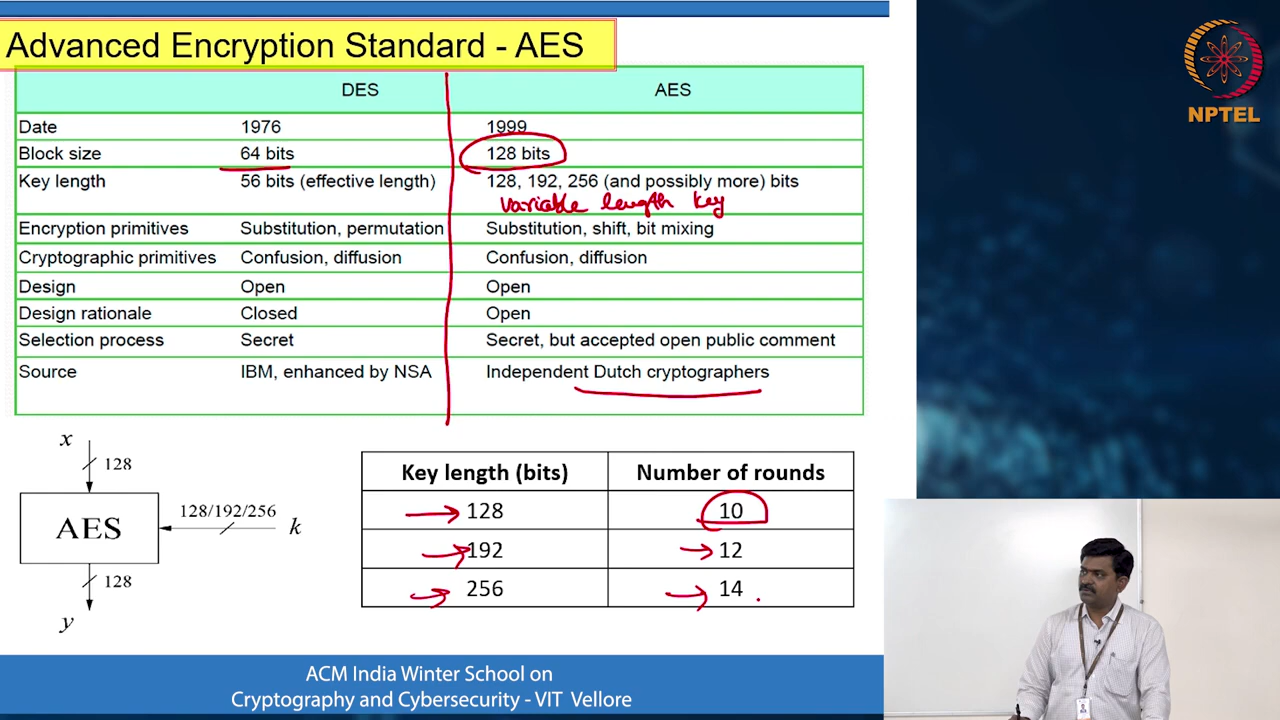 Advanced Encryption Standard - AES
NPTEL
DES AES
Date 1976 1999
Block size 64 bits 128 bits
Key length 56 bits (effective length) 128, 192, 256 (and possibly more) bits
variable length key
Encryption primitives Substitution, permutation Substitution, shift, bit mixing
Cryptographic primitives Confusion, diffusion Confusion, diffusion
Design Open Open
Design rationale Closed Open
Selection process Secret Secret, but accepted open public comment
Source IBM, enhanced by NSA Independent Dutch cryptographers
x
128
AES
128/192/256
k
128
y
Key length (bits) Number of rounds
128 10
192 12
256 14
ACM India Winter School on
Cryptography and Cybersecurity - VIT Vellore